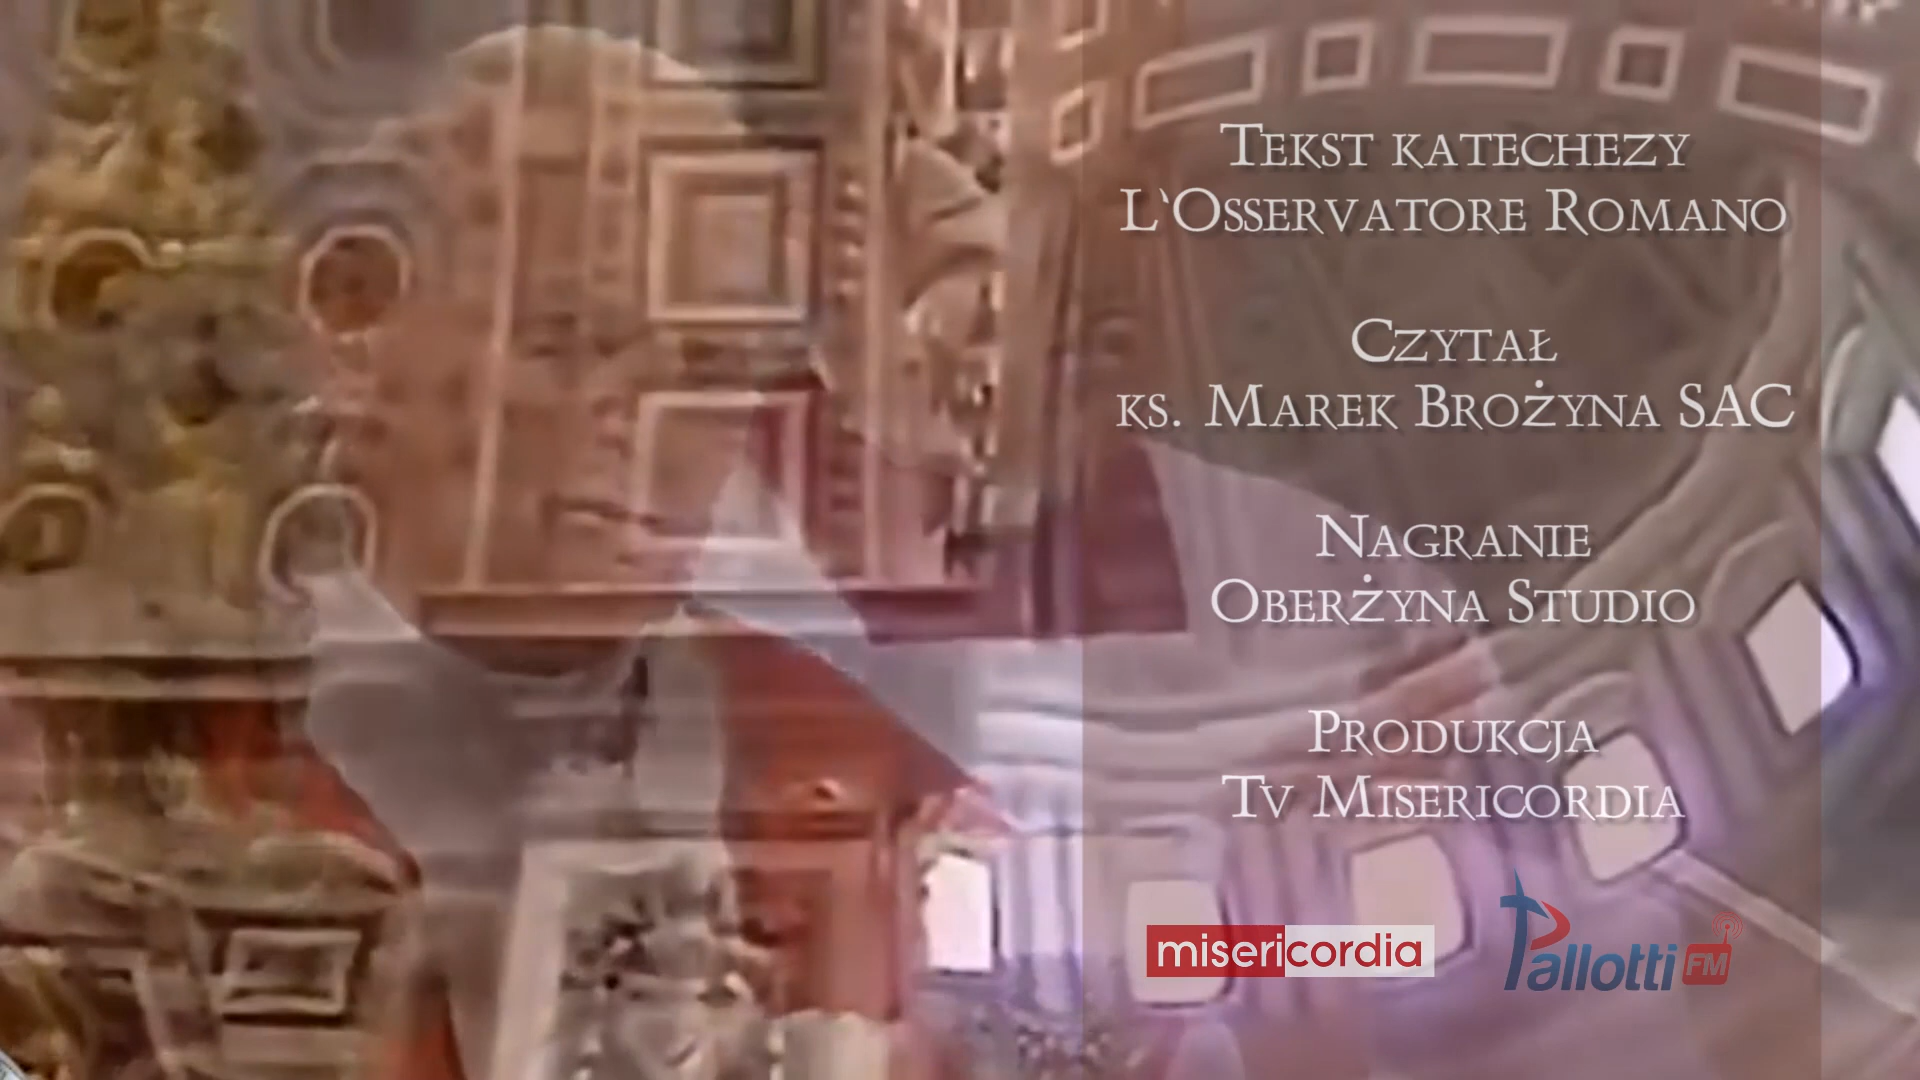 Tekst katechezy
L'Osservatore Romano
Czytał
ks. Marek Brożyna SAC
Nagranie
Oberżyna Studio
Produkcja
Tv Misericordia
misericordia
Pallotti FM